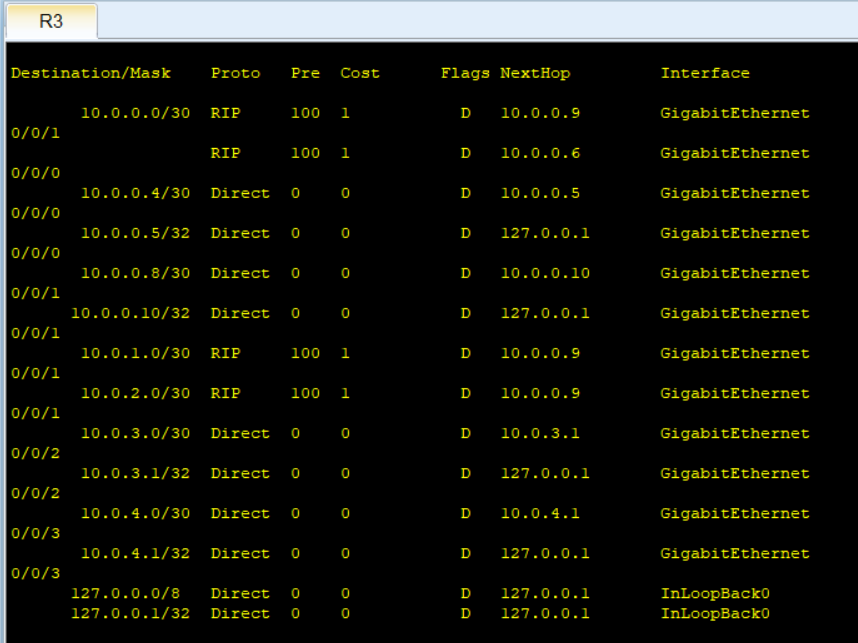 R3
Destination/Mask    Proto   Pre  Cost      Flags NextHop         Interface
       10.0.0.0/30  RIP     100  1           D   10.0.0.9        GigabitEthernet
0/0/1
                    RIP     100  1           D   10.0.0.6        GigabitEthernet
0/0/0
       10.0.0.4/30  Direct  0    0           D   10.0.0.5        GigabitEthernet
0/0/0
       10.0.0.5/32  Direct  0    0           D   127.0.0.1       GigabitEthernet
0/0/0
       10.0.0.8/30  Direct  0    0           D   10.0.0.10       GigabitEthernet
0/0/1
      10.0.0.10/32  Direct  0    0           D   127.0.0.1       GigabitEthernet
0/0/1
       10.0.1.0/30  RIP     100  1           D   10.0.0.9        GigabitEthernet
0/0/1
       10.0.2.0/30  RIP     100  1           D   10.0.0.9        GigabitEthernet
0/0/1
       10.0.3.0/30  Direct  0    0           D   10.0.3.1        GigabitEthernet
0/0/2
       10.0.3.1/32  Direct  0    0           D   127.0.0.1       GigabitEthernet
0/0/2
       10.0.4.0/30  Direct  0    0           D   10.0.4.1        GigabitEthernet
0/0/3
       10.0.4.1/32  Direct  0    0           D   127.0.0.1       GigabitEthernet
0/0/3
      127.0.0.0/8   Direct  0    0           D   127.0.0.1       InLoopBack0
      127.0.0.1/32  Direct  0    0           D   127.0.0.1       InLoopBack0